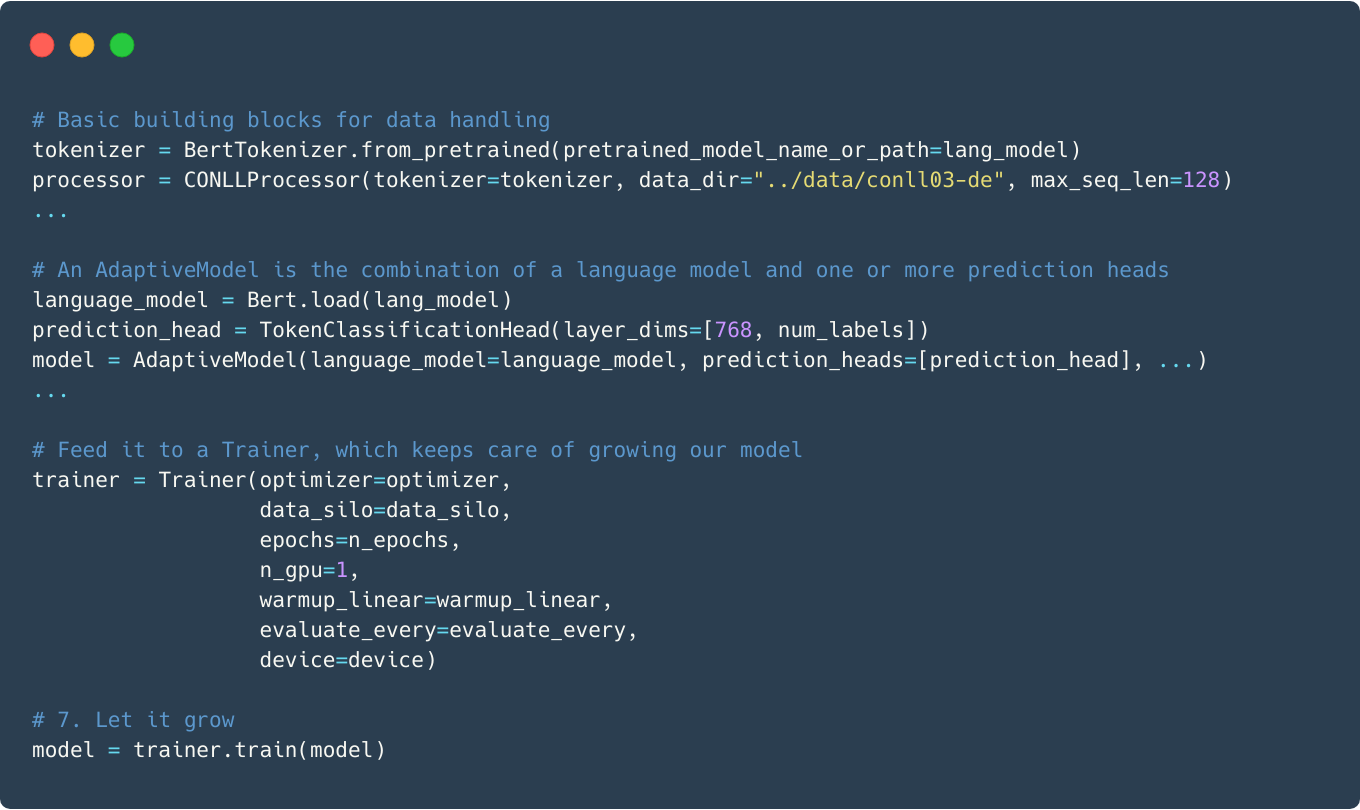 # Basic building blocks for data handling
tokenizer = BertTokenizer.from_pretrained(pretrained_model_name_or_path=lang_model)
processor = CONLLProcessor(tokenizer=tokenizer, data_dir="../data/conll03-de", max_seq_len=128)
...
# An AdaptiveModel is the combination of a language model and one or more prediction heads
language_model = Bert.load(lang_model)
prediction_head = TokenClassificationHead(layer_dims=[768, num_labels])
model = AdaptiveModel(language_model=language_model, prediction_heads=[prediction_head], ...)
...
# Feed it to a Trainer, which keeps care of growing our model
trainer = Trainer(optimizer=optimizer,
                  data_silo=data_silo,
                  epochs=n_epochs,
                  n_gpu=1,
                  warmup_linear=warmup_linear,
                  evaluate_every=evaluate_every,
                  device=device)
# 7. Let it grow
model = trainer.train(model)